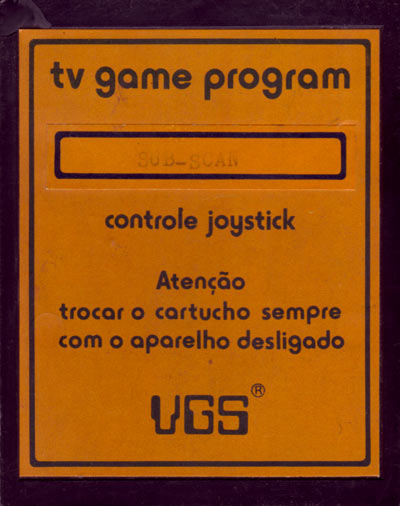 tv game program
SUB-SCAN
controle joystick
Atenção
trocar o cartucho sempre
com o aparelho desligado
VGS®